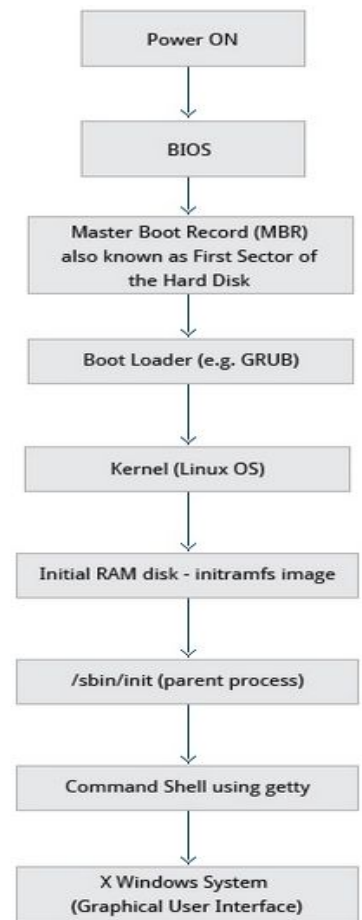 Power ON
BIOS
Master Boot Record (MBR)
also known as First Sector of
the Hard Disk
Boot Loader (e.g. GRUB)
Kernel (Linux OS)
Initial RAM disk - initramfs image
/sbin/init (parent process)
Command Shell using getty
X Windows System
(Graphical User Interface)